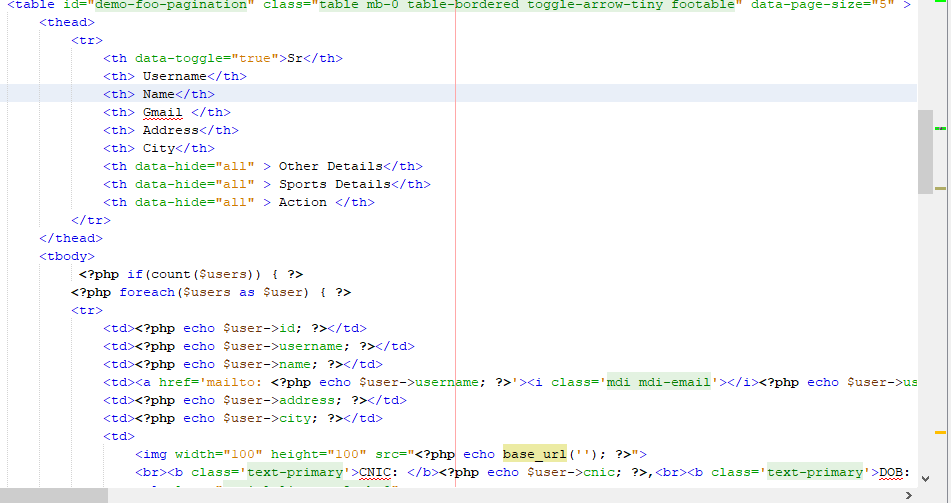 <table id="demo-foo-pagination" class="table mb-0 table-bordered toggle-arrow-tiny footable" data-page-size="5" >
<thead>
<tr>
<th data-toggle="true">Sr</th>
<th> Username</th>
<th> Name</th>
<th> Gmail </th>
<th> Address</th>
<th> City</th>
<th data-hide="all" > Other Details</th>
<th data-hide="all" > Sports Details</th>
<th data-hide="all" > Action </th>
</tr>
</thead>
<tbody>
<?php if(count($users)) { ?>
<?php foreach($users as $user) { ?>
<tr>
<td><?php echo $user->id; ?></td>
<td><?php echo $user->username; ?></td>
<td><?php echo $user->name; ?></td>
<td><a href='mailto: <?php echo $user->username; ?>'><i class='mdi mdi-email'></i><?php echo $user->us
<td><?php echo $user->address; ?></td>
<td><?php echo $user->city; ?></td>
<td>
<img width="100" height="100" src="<?php echo base_url(''); ?>">
<br><b class='text-primary'>CNIC: </b><?php echo $user->cnic; ?>,<br><b class='text-primary'>DOB: